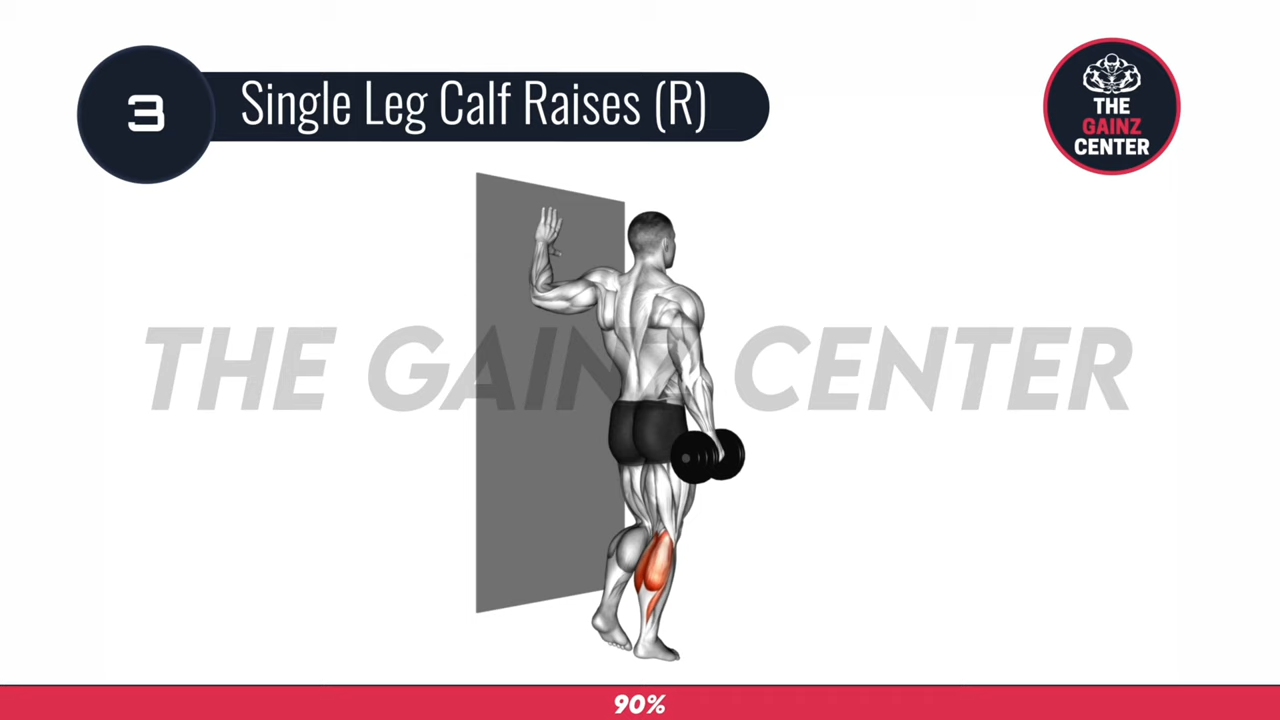 3
Single Leg Calf Raises (R)
THE
GAINZ
CENTER
THE GAINZ CENTER
90%